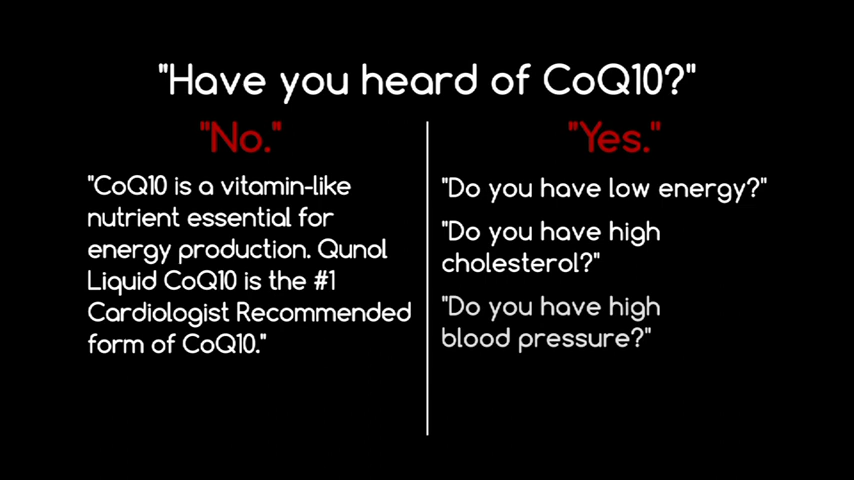 "Have you heard of CoQ10?"
"No."
"CoQ10 is a vitamin-like
nutrient essential for
energy production. Qunol
Liquid CoQ10 is the #1
Cardiologist Recommended
form of CoQ10."
"Yes."
"Do you have low energy?"
"Do you have high
cholesterol?"
"Do you have high
blood pressure?"